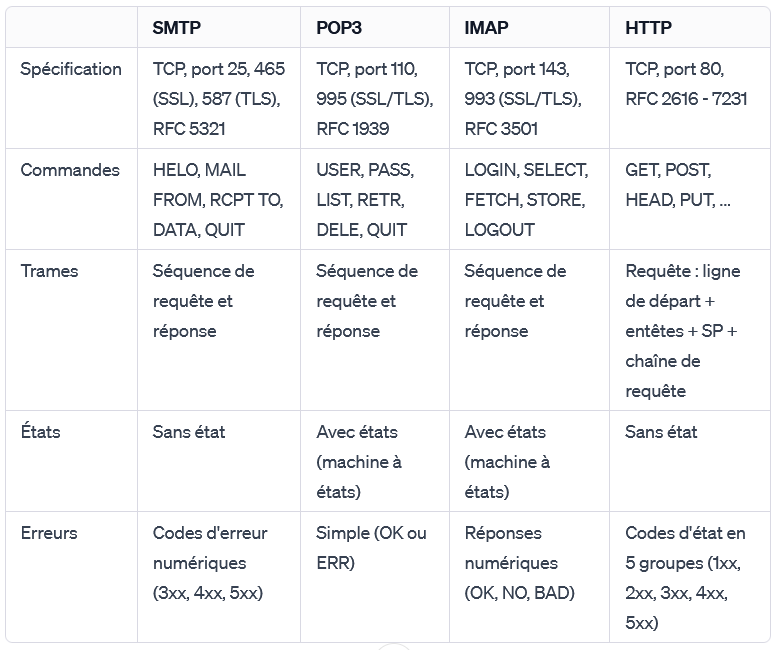 SMTP POP3 IMAP HTTP
Spécification TCP, port 25, 465 TCP, port 110, TCP, port 143, TCP, port 80,
(SSL), 587 (TLS), 995 (SSL/TLS), 993 (SSL/TLS), RFC 2616 - 7231
RFC 5321 RFC 1939 RFC 3501
Commandes HELO, MAIL USER, PASS, LOGIN, SELECT, GET, POST,
FROM, RCPT TO, LIST, RETR, FETCH, STORE, HEAD, PUT, ...
DATA, QUIT DELE, QUIT LOGOUT
Trames Séquence de Séquence de Séquence de Requête : ligne
requête et requête et requête et de départ +
réponse réponse réponse entêtes + SP +
chaîne de
requête
États Sans état Avec états Avec états Sans état
(machine à (machine à
états) états)
Erreurs Codes d'erreur Simple (OK ou Réponses Codes d'état en
numériques ERR) numériques 5 groupes (1xx,
(3xx, 4xx, 5xx) (OK, NO, BAD) 2xx, 3xx, 4xx,
5xx)